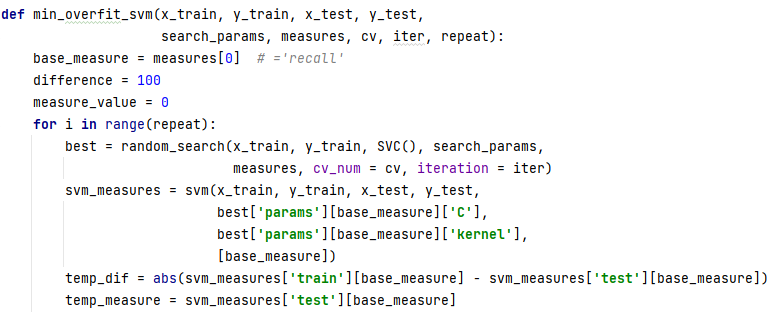 def min_overfit_svm(x_train, y_train, x_test, y_test,
                    search_params, measures, cv, iter, repeat):
    base_measure = measures[0]  # ='recall'
    difference = 100
    measure_value = 0
    for i in range(repeat):
        best = random_search(x_train, y_train, SVC(), search_params,
                             measures, cv_num = cv, iteration = iter)
        svm_measures = svm(x_train, y_train, x_test, y_test,
                           best['params'][base_measure]['C'],
                           best['params'][base_measure]['kernel'],
                           [base_measure])
        temp_dif = abs(svm_measures['train'][base_measure] - svm_measures['test'][base_measure])
        temp_measure = svm_measures['test'][base_measure]